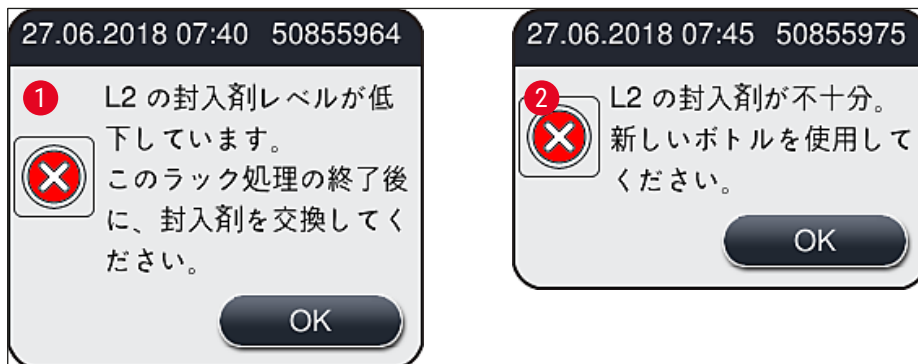 27.06.2018 07:40 50855964
1
L2 の封入剤レベルが低
下しています。
このラック処理の終了後
に、封入剤を交換してく
ださい。
OK
27.06.2018 07:45 50855975
2
L2 の封入剤が不十分。
新しいボトルを使用して
ください。
OK